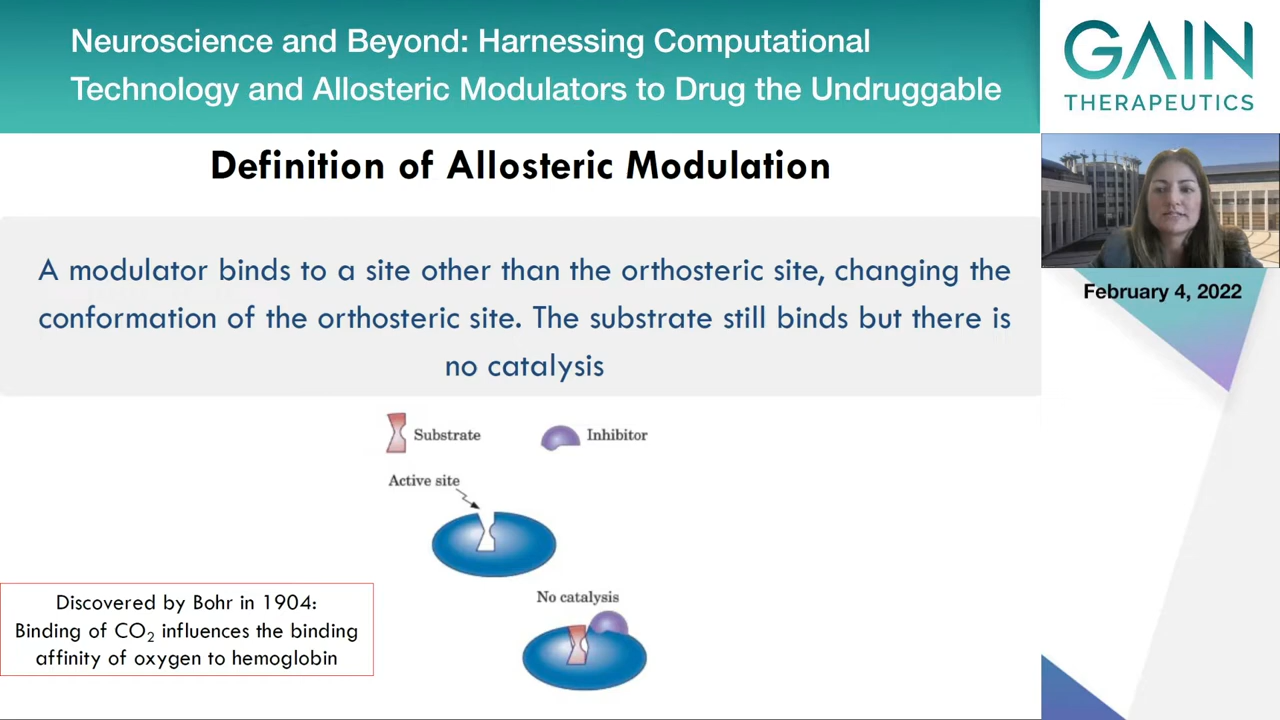 Neuroscience and Beyond: Harnessing Computational
Technology and Allosteric Modulators to Drug the Undruggable
GAIN
THERAPEUTICS
Definition of Allosteric Modulation
A modulator binds to a site other than the orthosteric site, changing the
conformation of the orthosteric site. The substrate still binds but there is
no catalysis
February 4, 2022
Substrate
Inhibitor
Active site
No catalysis
Discovered by Bohr in 1904:
Binding of CO₂ influences the binding
affinity of oxygen to hemoglobin